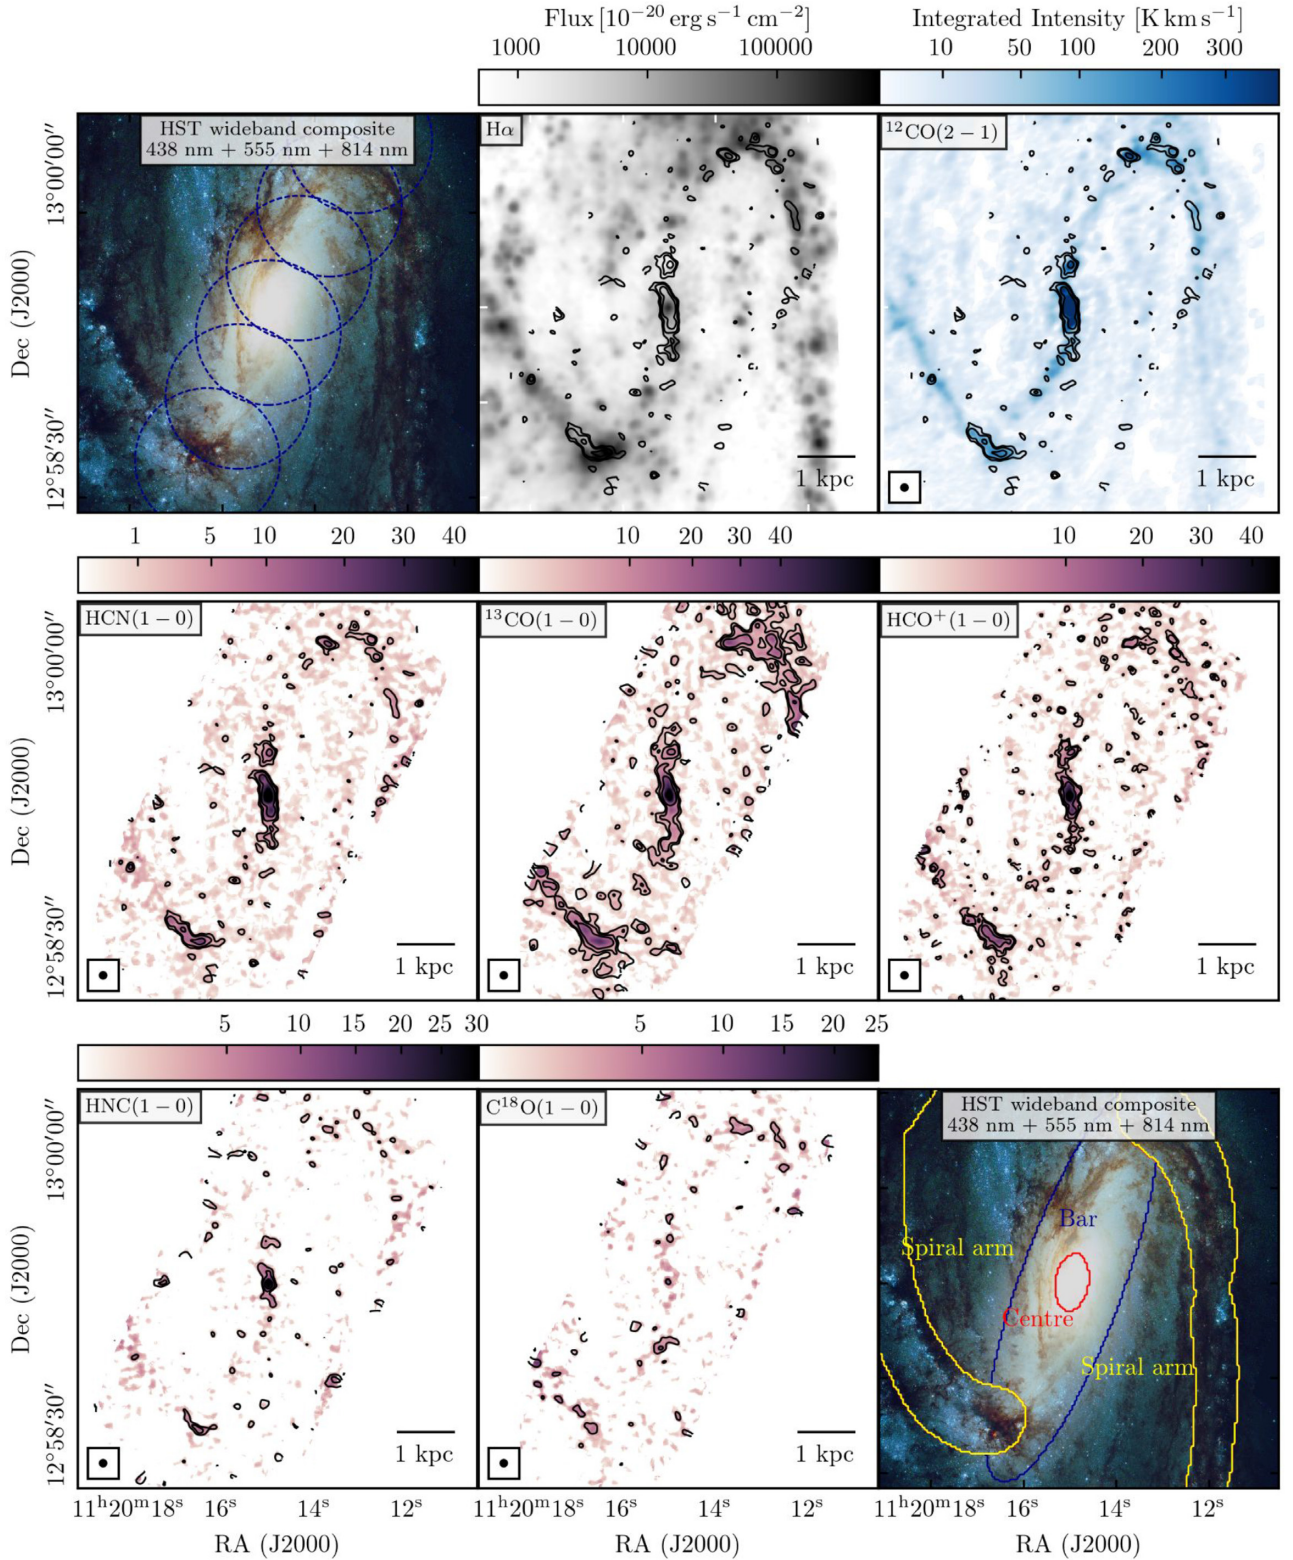 Flux [10⁻²⁰ erg s⁻¹ cm⁻²]
Integrated Intensity [K km s⁻¹]
1000 10000 100000
10 50 100 200 300
HST wideband composite
438 nm + 555 nm + 814 nm
Hα
¹²CO(2 − 1)
13°00′00″
Dec (J2000)
12°58′30″
1 kpc
1 kpc
1 5 10 20 30 40
10 20 30 40
10 20 30 40
HCN(1 − 0)
¹³CO(1 − 0)
HCO⁺(1 − 0)
13°00′00″
Dec (J2000)
12°58′30″
1 kpc
1 kpc
1 kpc
5 10 15 20 25 30
5 10 15 20 25
HNC(1 − 0)
C¹⁸O(1 − 0)
HST wideband composite
438 nm + 555 nm + 814 nm
13°00′00″
Dec (J2000)
12°58′30″
Bar
Spiral arm
Centre
Spiral arm
1 kpc
1 kpc
11ʰ20ᵐ18ˢ 16ˢ 14ˢ 12ˢ
11ʰ20ᵐ18ˢ 16ˢ 14ˢ 12ˢ
11ʰ20ᵐ18ˢ 16ˢ 14ˢ 12ˢ
RA (J2000)
RA (J2000)
RA (J2000)